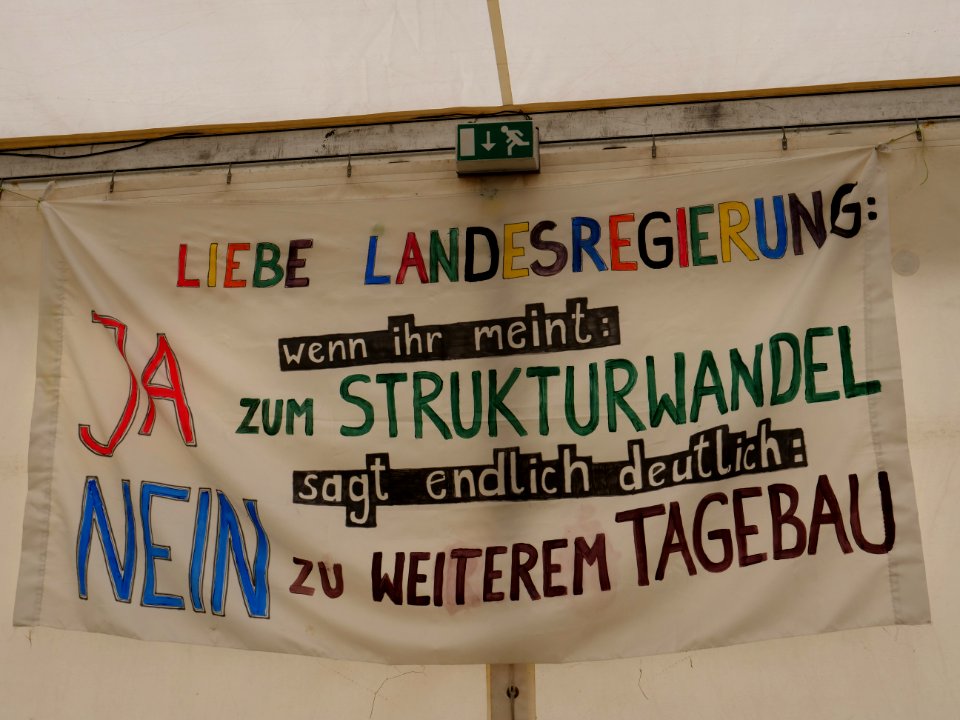 LIEBE LANDESREGIERUNG:
wenn ihr meint:
JA ZUM STRUKTURWANDEL
sagt endlich deutlich:
NEIN ZU WEITEREM TAGEBAU